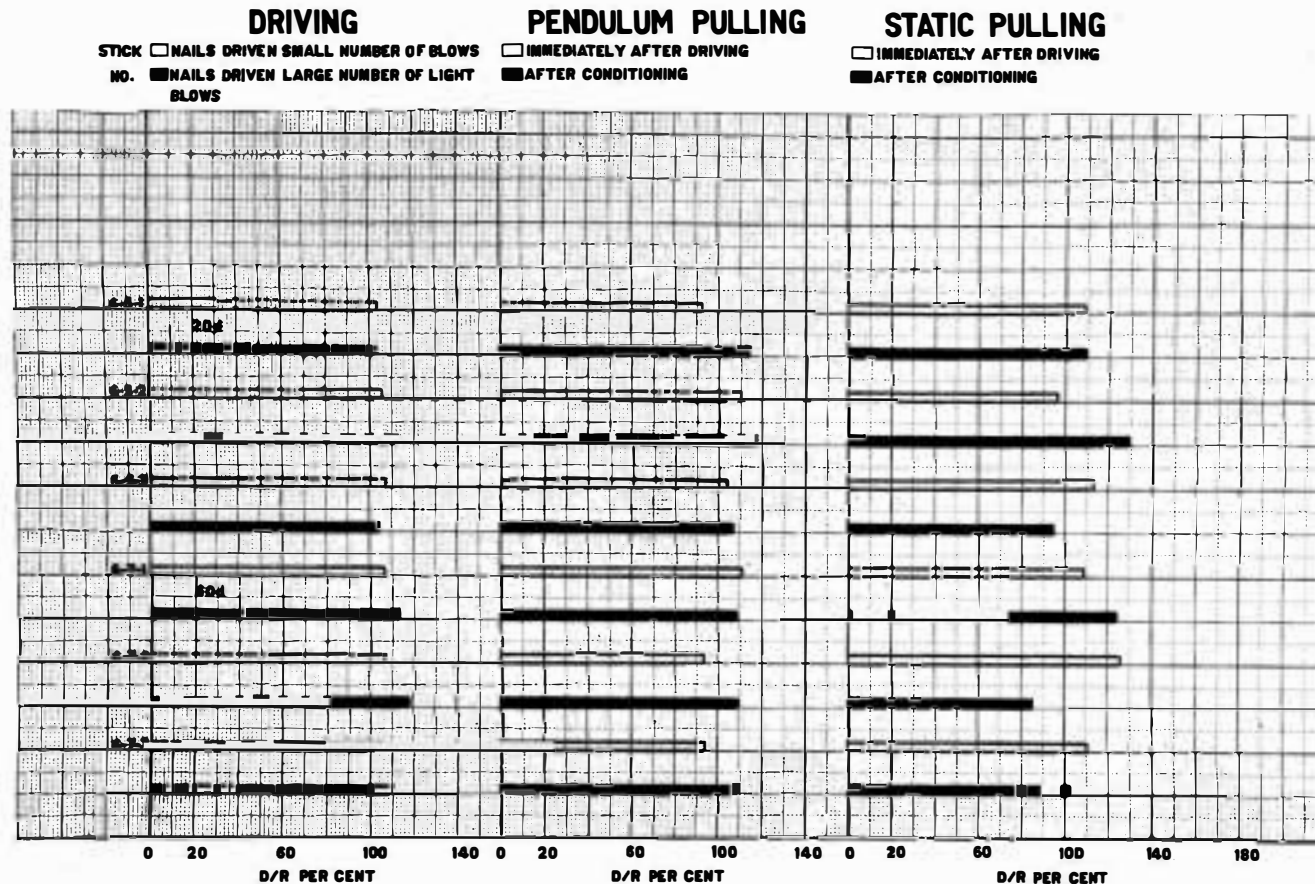 DRIVING
PENDULUM PULLING
STATIC PULLING
STICK NO.
NAILS DRIVEN SMALL NUMBER OF BLOWS
NAILS DRIVEN LARGE NUMBER OF LIGHT
BLOWS
IMMEDIATELY AFTER DRIVING
AFTER CONDITIONING
IMMEDIATELY AFTER DRIVING
AFTER CONDITIONING
20d
60d
0 20 60 100 140
0 20 60 100 140
0 20 60 100 140 180
D/R PER CENT
D/R PER CENT
D/R PER CENT